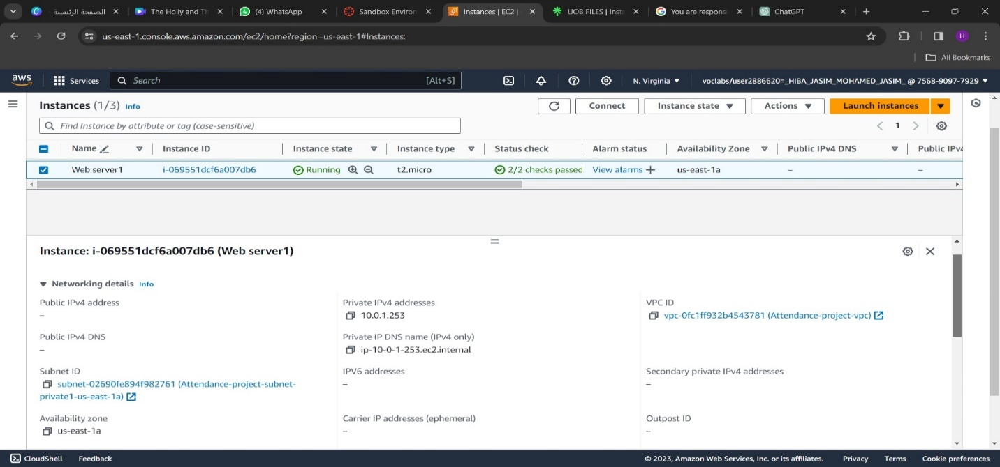 الصفحة الرئيسية
The Holly and Th
(4) WhatsApp
Sandbox Environ
Instances | EC2 |
UOB FILES | Insta
You are respons
ChatGPT
us-east-1.console.aws.amazon.com/ec2/home?region=us-east-1#Instances:
H
All Bookmarks
aws Services Search [Alt+S] N. Virginia voclabs/user2886620=_HIBA_JASIM_MOHAMED_JASIM_ @ 7568-9097-7929
Instances (1/3) Info Connect Instance state Actions Launch instances
Find Instance by attribute or tag (case-sensitive) 1
Name Instance ID Instance state Instance type Status check Alarm status Availability Zone Public IPv4 DNS Public IPv4
Web server1 i-069551dcf6a007db6 Running t2.micro 2/2 checks passed View alarms + us-east-1a – –
Instance: i-069551dcf6a007db6 (Web server1)
Networking details Info
Public IPv4 address
–
Private IPv4 addresses
10.0.1.253
VPC ID
vpc-0fc1ff932b4543781 (Attendance-project-vpc)
Public IPv4 DNS
–
Private IP DNS name (IPv4 only)
ip-10-0-1-253.ec2.internal
Subnet ID
subnet-02690fe894f982761 (Attendance-project-subnet-
private1-us-east-1a)
IPV6 addresses
–
Secondary private IPv4 addresses
–
Availability zone
us-east-1a
Carrier IP addresses (ephemeral)
–
Outpost ID
–
CloudShell Feedback © 2023, Amazon Web Services, Inc. or its affiliates. Privacy Terms Cookie preferences